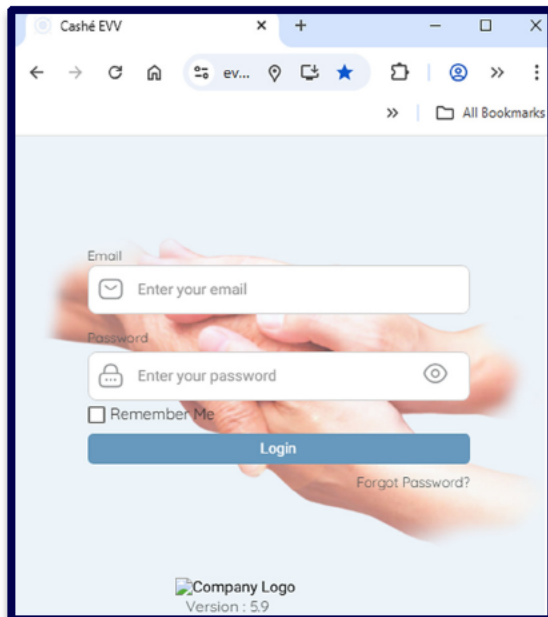 Cashé EVV
ev...
All Bookmarks
Email
Enter your email
Password
Enter your password
Remember Me
Login
Forgot Password?
Company Logo
Version : 5.9